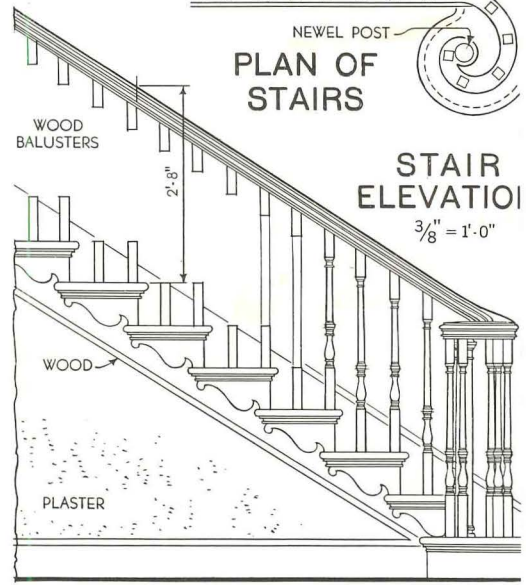 NEWEL POST
PLAN OF
STAIRS
WOOD
BALUSTERS
2'-8"
STAIR
ELEVATIO
3/8" = 1'-0"
WOOD
PLASTER